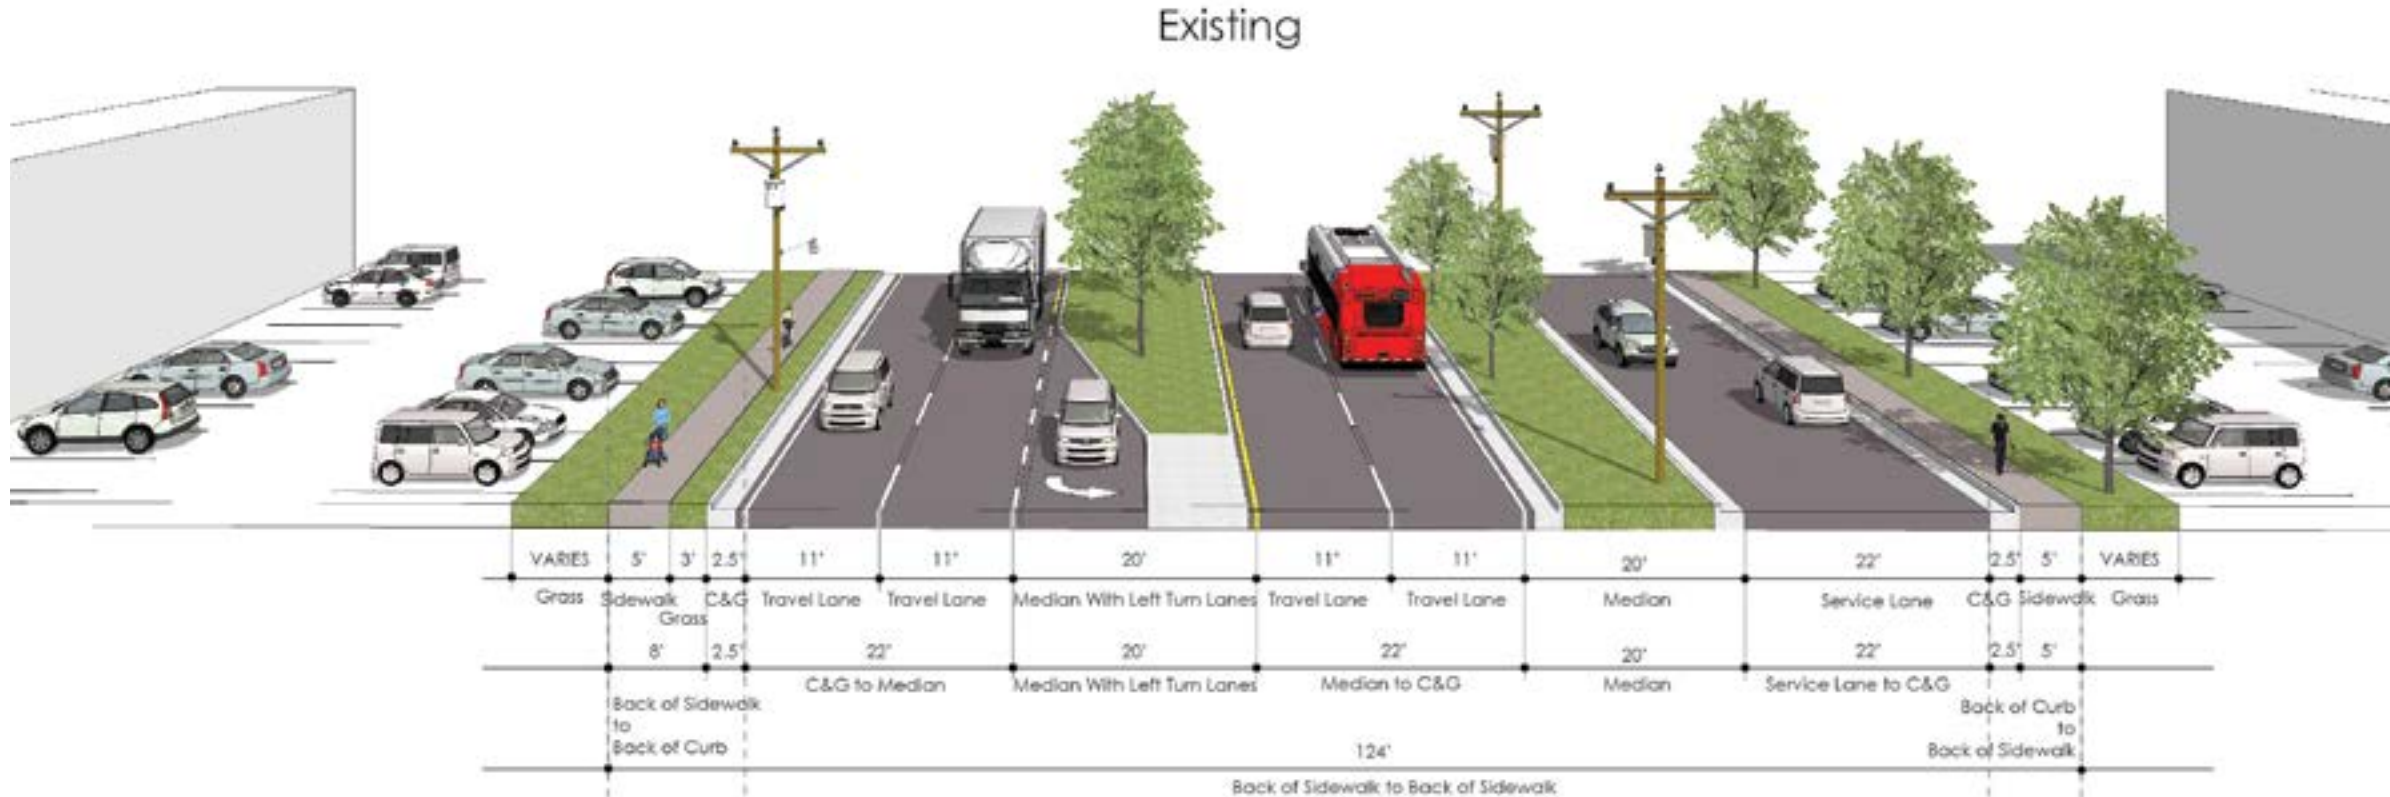 Existing
VARIES 5' 3' 2.5' 11' 11' 20' 11' 11' 20' 22' 2.5' 5' VARIES
Grass Sidewalk Grass C&G Travel Lane Travel Lane Median With Left Turn Lanes Travel Lane Travel Lane Median Service Lane C&G Sidewalk Grass
8' 2.5' 22' 20' 22' 20' 22' 2.5' 5'
C&G to Median Median With Left Turn Lanes Median to C&G Median Service Lane to C&G
Back of Sidewalk
to
Back of Curb
Back of Curb
to
Back of Sidewalk
124'
Back of Sidewalk to Back of Sidewalk